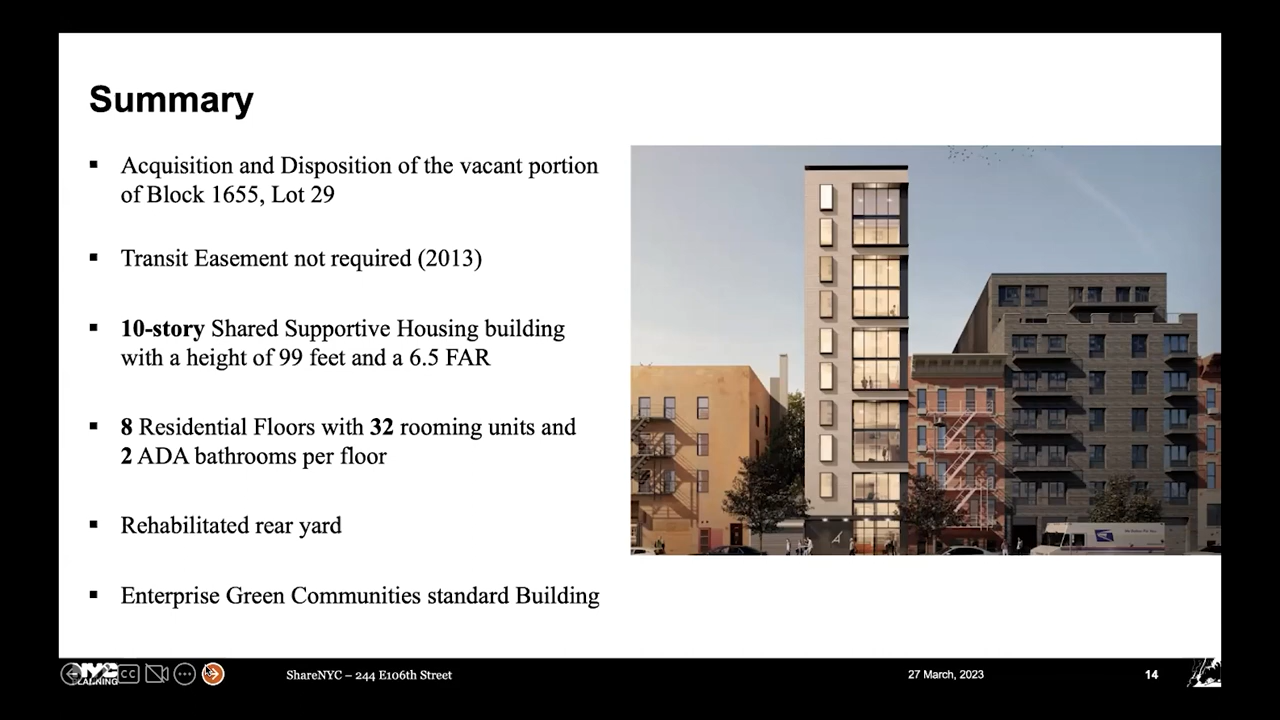 Summary
▪ Acquisition and Disposition of the vacant portion
of Block 1655, Lot 29
▪ Transit Easement not required (2013)
▪ 10-story Shared Supportive Housing building
with a height of 99 feet and a 6.5 FAR
▪ 8 Residential Floors with 32 rooming units and
2 ADA bathrooms per floor
▪ Rehabilitated rear yard
▪ Enterprise Green Communities standard Building
NYC
PLANNING
CC
ShareNYC – 244 E106th Street
27 March, 2023
14